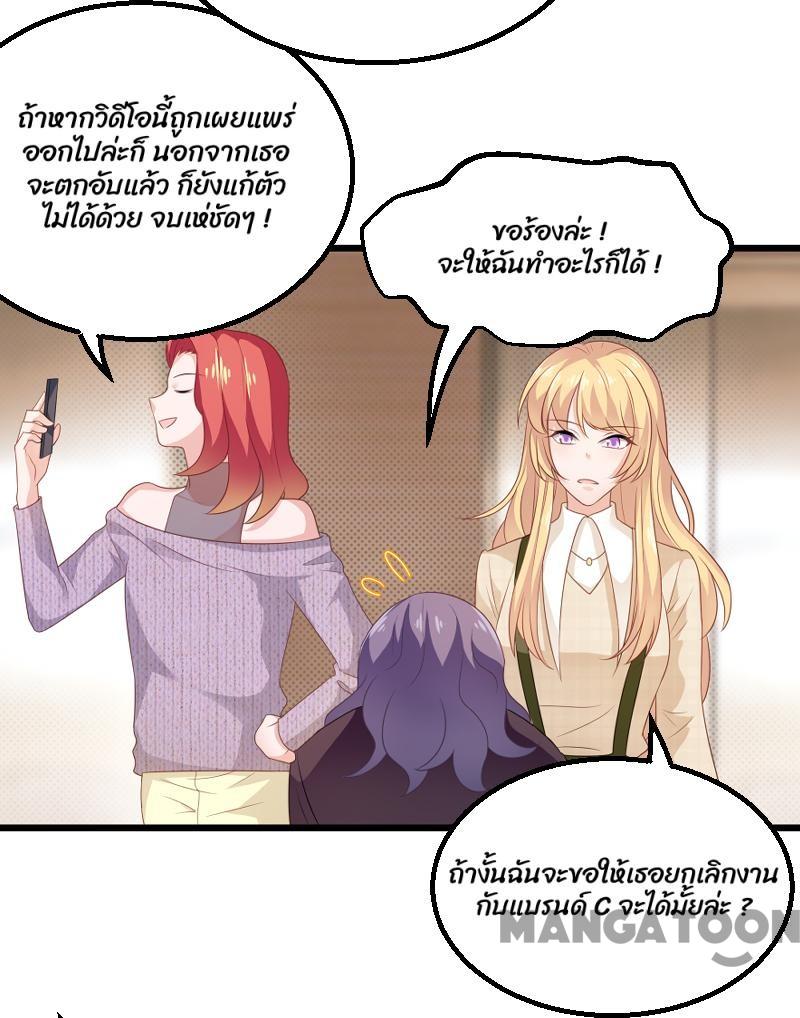 ถ้าหากวิดีโอนี้ถูกเผยแพร่
ออกไปล่ะก็ นอกจากเธอ
จะตกอับแล้ว ก็ยังแก้ตัว
ไม่ได้ด้วย จบเห่ชัดๆ !
ขอร้องล่ะ !
จะให้ฉันทำอะไรก็ได้ !
ถ้างั้นฉันจะขอให้เธอยกเลิกงาน
กับแบรนด์ C จะได้มั้ยล่ะ ?
MANGATOON